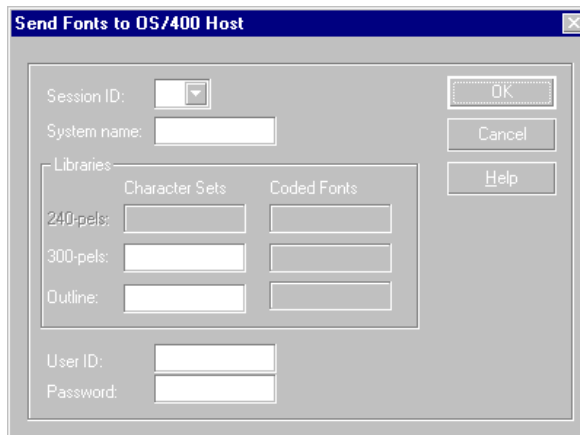 Send Fonts to OS/400 Host
Session ID:
OK
System name:
Cancel
Libraries
Character Sets Coded Fonts
Help
240-pels:
300-pels:
Outline:
User ID:
Password: